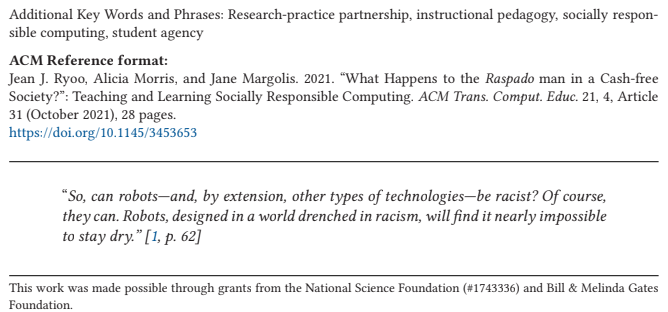 Additional Key Words and Phrases: Research-practice partnership, instructional pedagogy, socially respon-
sible computing, student agency
ACM Reference format:
Jean J. Ryoo, Alicia Morris, and Jane Margolis. 2021. “What Happens to the Raspado man in a Cash-free
Society?”: Teaching and Learning Socially Responsible Computing. ACM Trans. Comput. Educ. 21, 4, Article
31 (October 2021), 28 pages.
https://doi.org/10.1145/3453653
“So, can robots—and, by extension, other types of technologies—be racist? Of course,
they can. Robots, designed in a world drenched in racism, will find it nearly impossible
to stay dry.” [1, p. 62]
This work was made possible through grants from the National Science Foundation (#1743336) and Bill & Melinda Gates
Foundation.